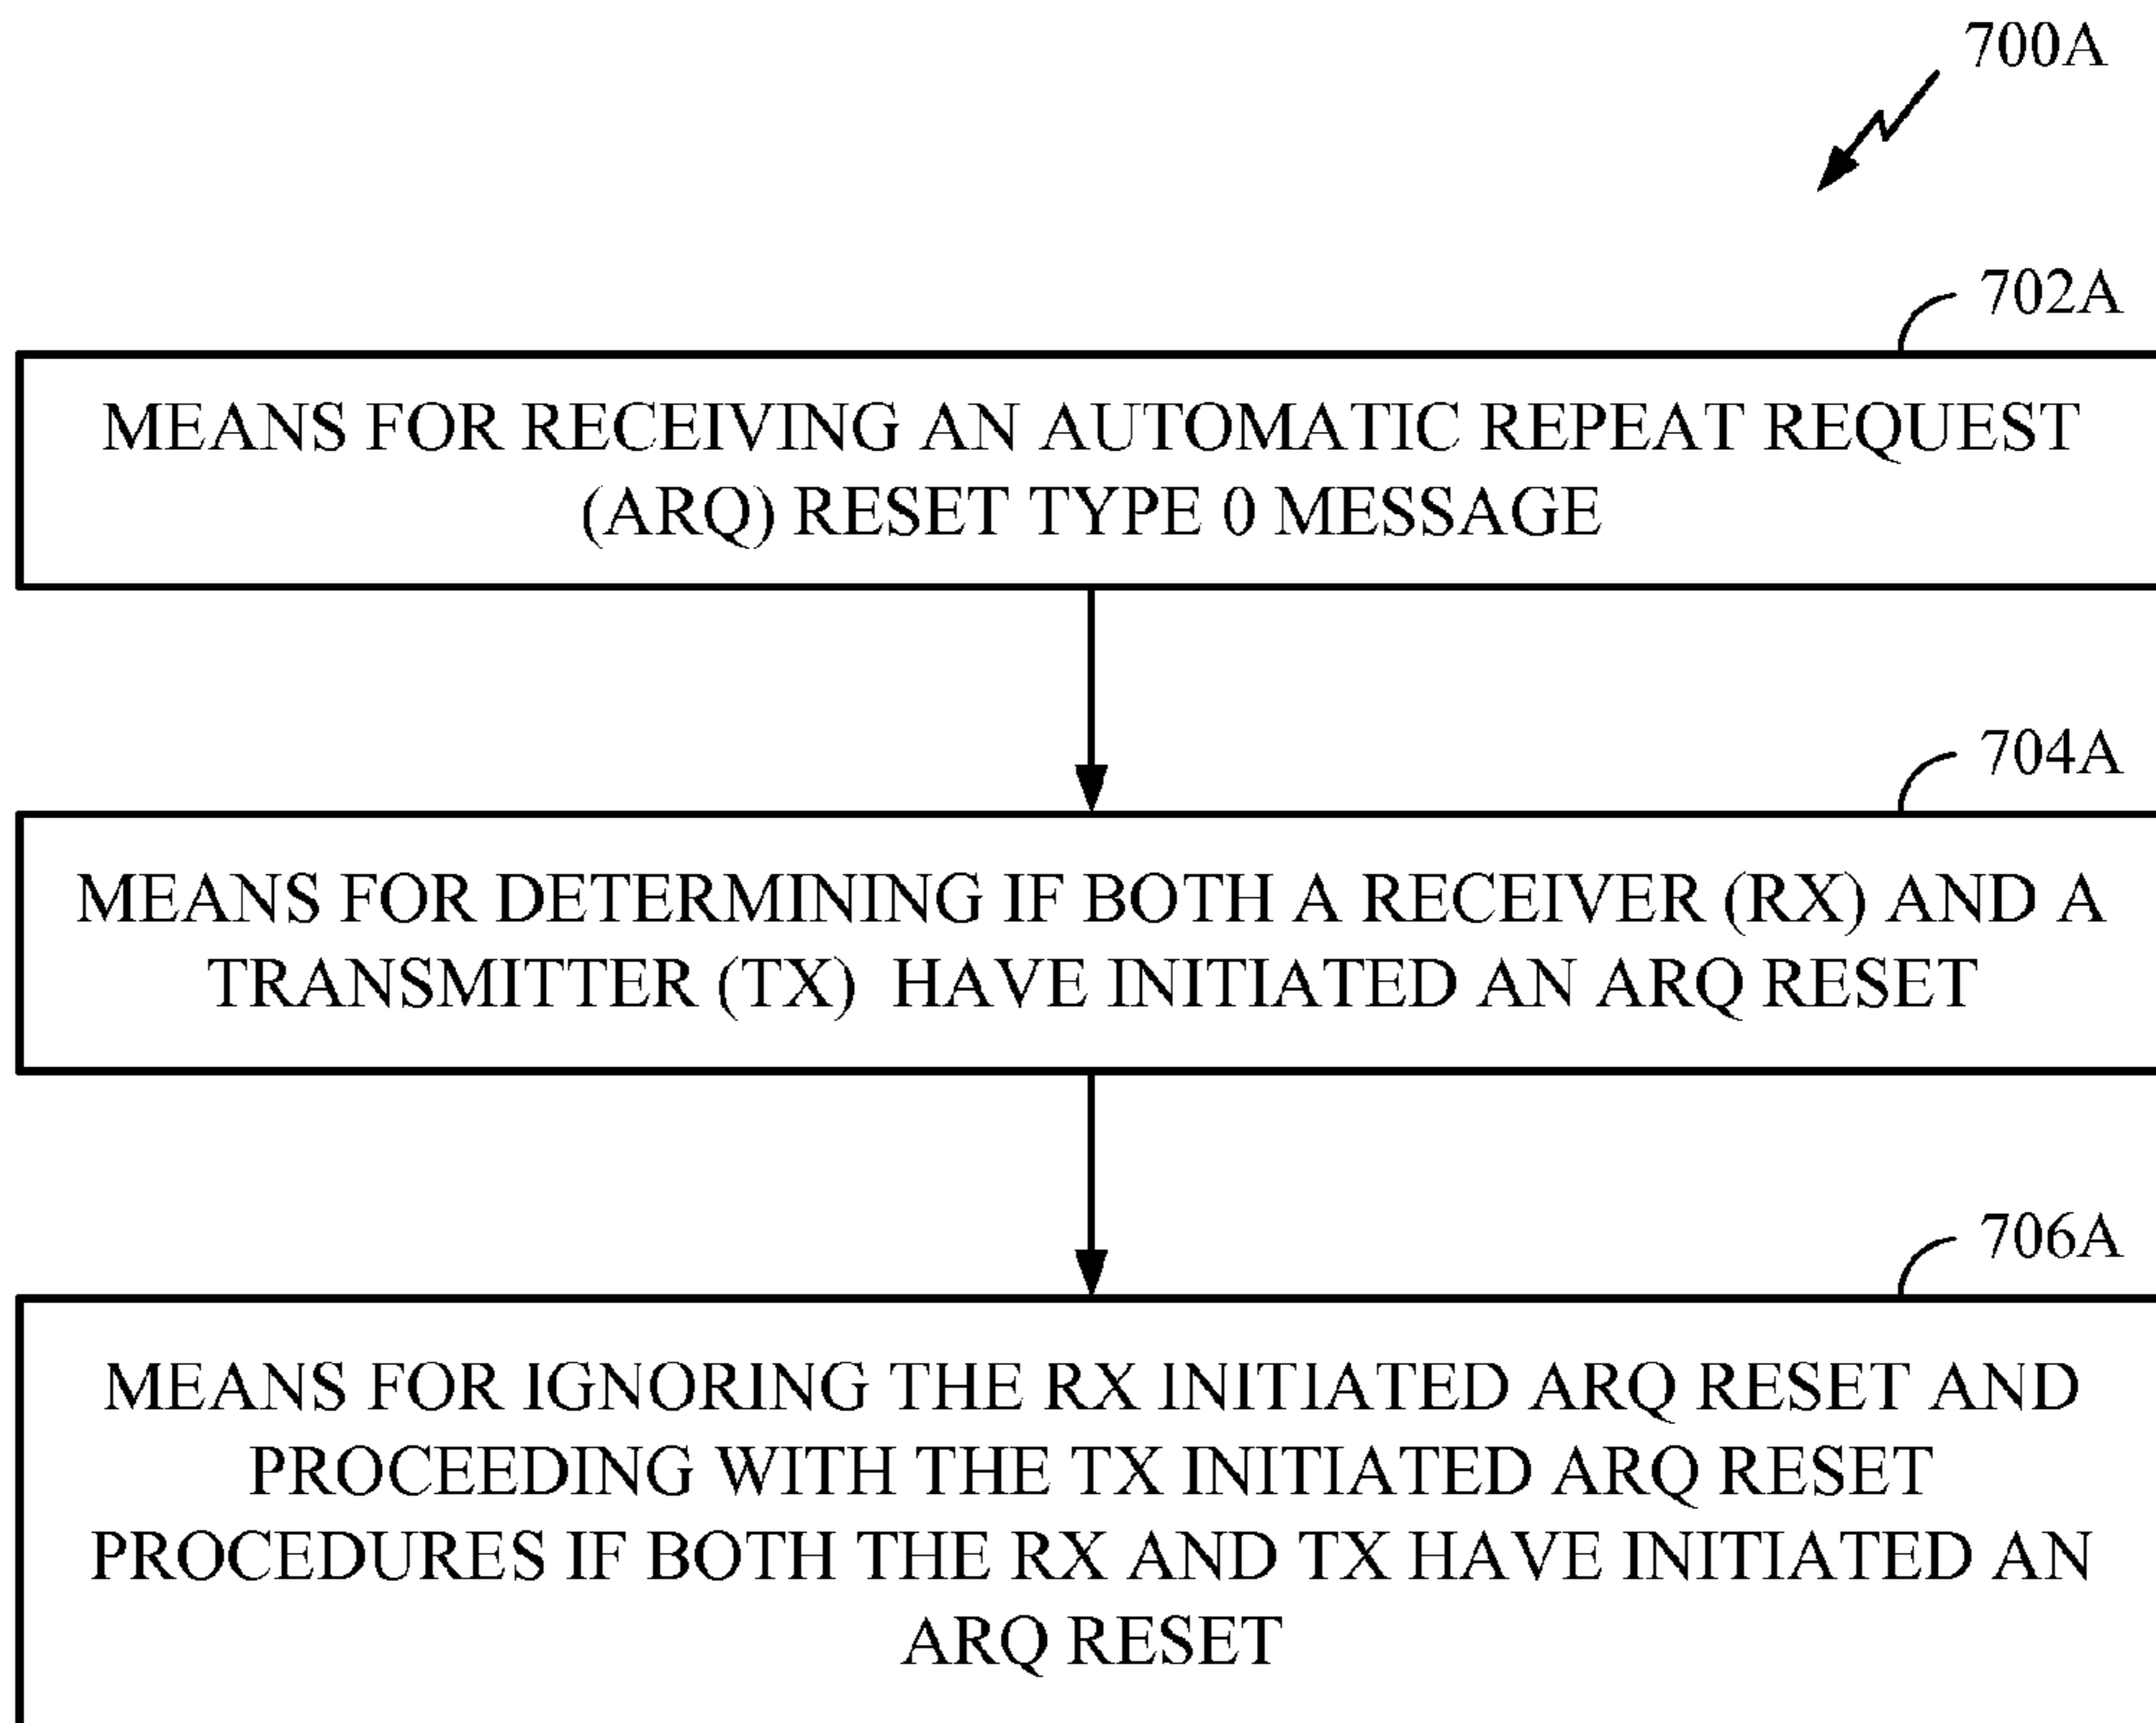 700A
702A
MEANS FOR RECEIVING AN AUTOMATIC REPEAT REQUEST
(ARQ) RESET TYPE 0 MESSAGE
704A
MEANS FOR DETERMINING IF BOTH A RECEIVER (RX) AND A
TRANSMITTER (TX) HAVE INITIATED AN ARQ RESET
706A
MEANS FOR IGNORING THE RX INITIATED ARQ RESET AND
PROCEEDING WITH THE TX INITIATED ARQ RESET
PROCEDURES IF BOTH THE RX AND TX HAVE INITIATED AN
ARQ RESET